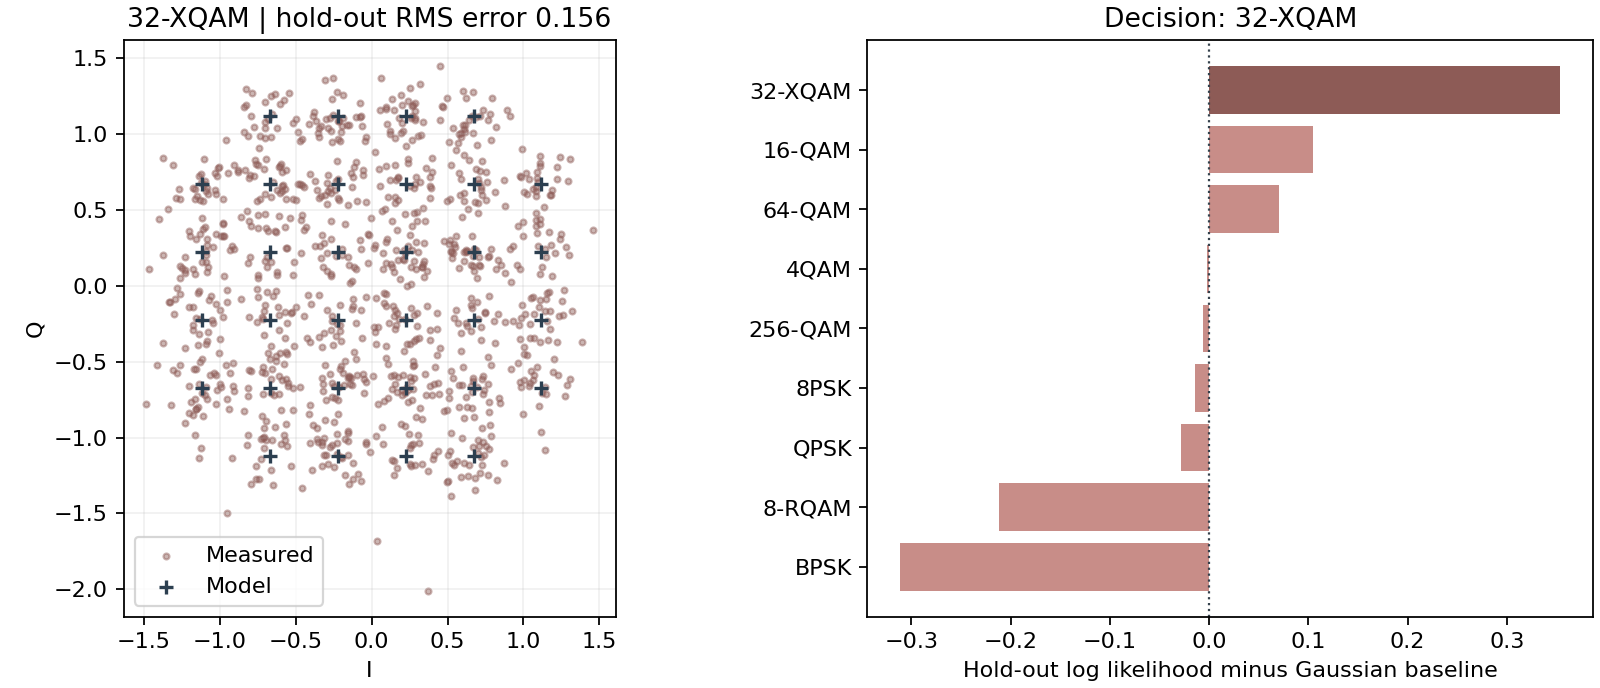 32-XQAM | hold-out RMS error 0.156
1.5
1.0
0.5
0.0
−0.5
−1.0
−1.5
−2.0
Q
Measured
Model
−1.5 −1.0 −0.5 0.0 0.5 1.0 1.5
I
Decision: 32-XQAM
32-XQAM
16-QAM
64-QAM
4QAM
256-QAM
8PSK
QPSK
8-RQAM
BPSK
−0.3 −0.2 −0.1 0.0 0.1 0.2 0.3
Hold-out log likelihood minus Gaussian baseline